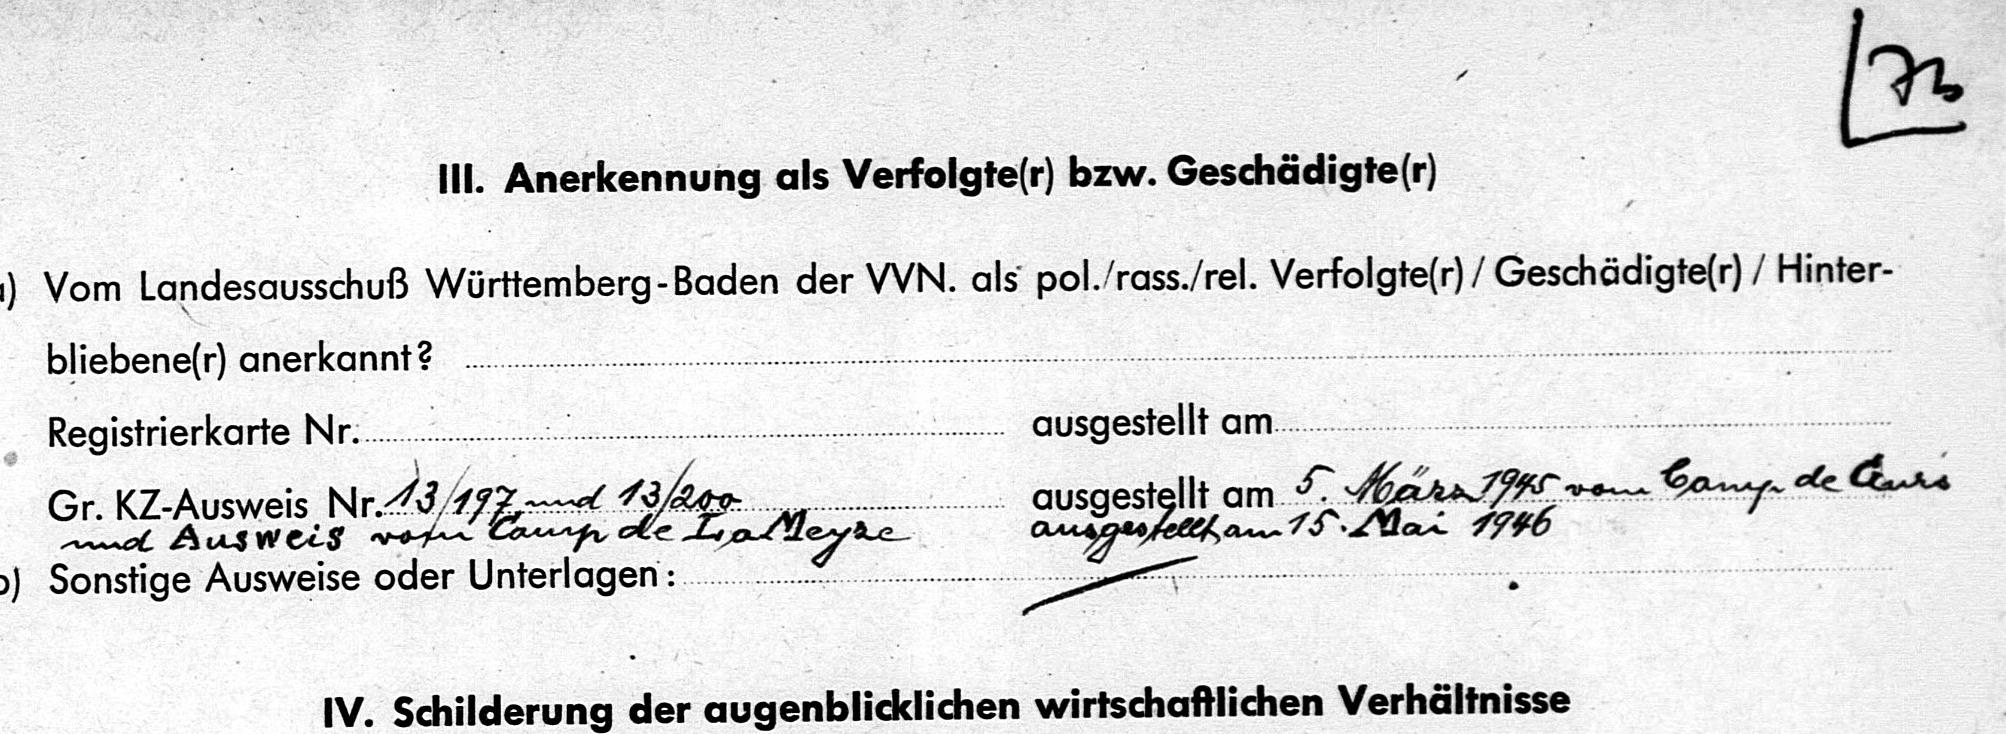 III. Anerkennung als Verfolgte(r) bzw. Geschädigte(r)
) Vom Landesausschuß Württemberg-Baden der VVN. als pol./rass./rel. Verfolgte(r) / Geschädigte(r) / Hinter-
bliebene(r) anerkannt?
Registrierkarte Nr. ausgestellt am
Gr. KZ-Ausweis Nr. 13/197 und 13/200 ausgestellt am 5. März 1945 vom Camp de
und Ausweis vom Camp de La Meyze ausgestellt am 15. Mai 1946
) Sonstige Ausweise oder Unterlagen:
IV. Schilderung der augenblicklichen wirtschaftlichen Verhältnisse